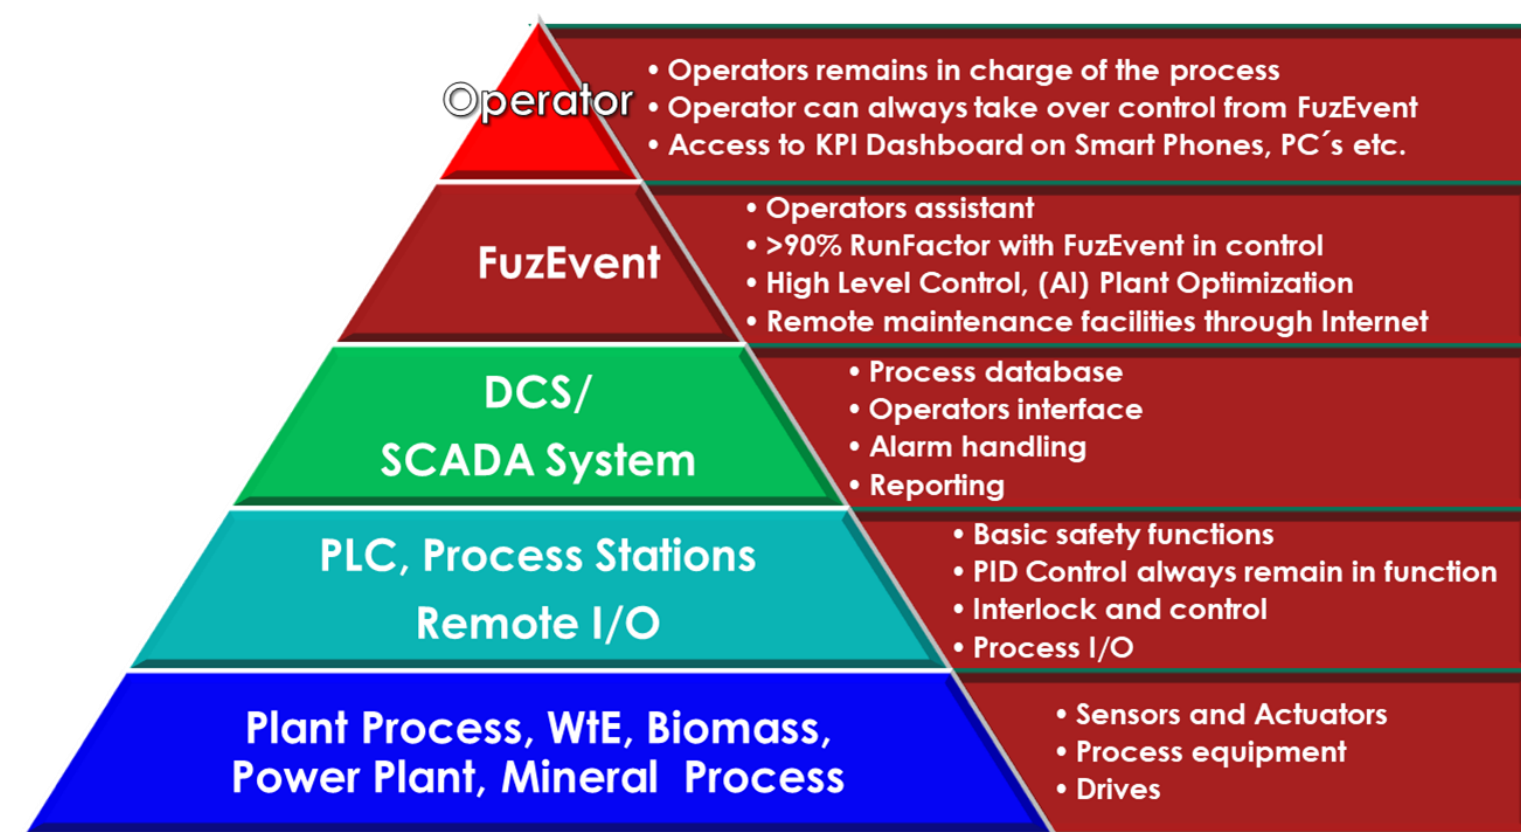 Operator
• Operators remains in charge of the process
• Operator can always take over control from FuzEvent
• Access to KPI Dashboard on Smart Phones, PC´s etc.
FuzEvent
• Operators assistant
• >90% RunFactor with FuzEvent in control
• High Level Control, (AI) Plant Optimization
• Remote maintenance facilities through Internet
DCS/
SCADA System
• Process database
• Operators interface
• Alarm handling
• Reporting
PLC, Process Stations
Remote I/O
• Basic safety functions
• PID Control always remain in function
• Interlock and control
• Process I/O
Plant Process, WtE, Biomass,
Power Plant, Mineral  Process
• Sensors and Actuators
• Process equipment
• Drives